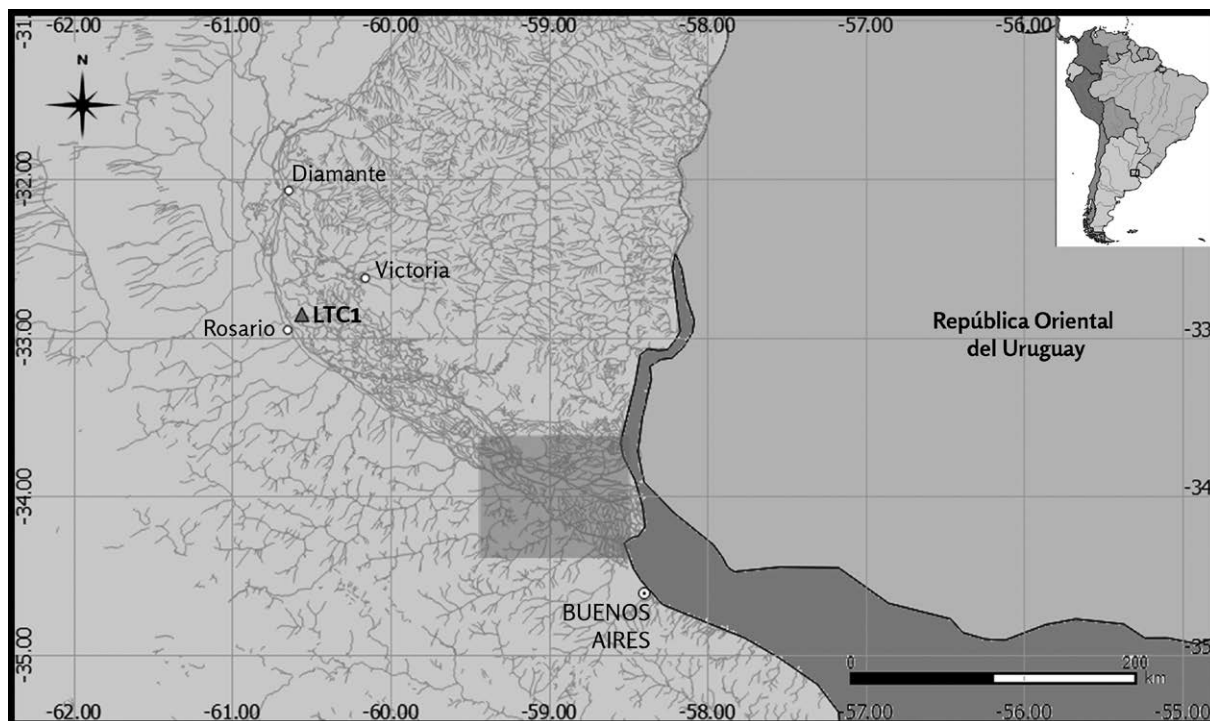 -62.00 -61.00 -60.00 -59.00 -58.00 -57.00 -56.00
-31.
N
-32.00
Diamante
Victoria
LTC1
Rosario
-33.00
-33
República Oriental
del Uruguay
-34.00
-34
BUENOS
AIRES
-35.00
-35
0 200
km
-62.00 -61.00 -60.00 -59.00 -58.00 -57.00 -56.00 -55.00